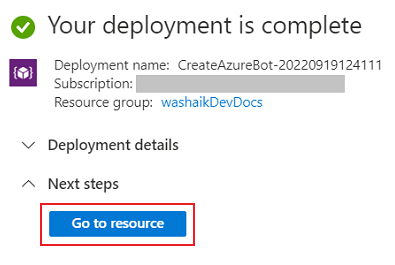 Your deployment is complete
Deployment name: CreateAzureBot-20220919124111
Subscription:
Resource group: washaikDevDocs
Deployment details
Next steps
Go to resource